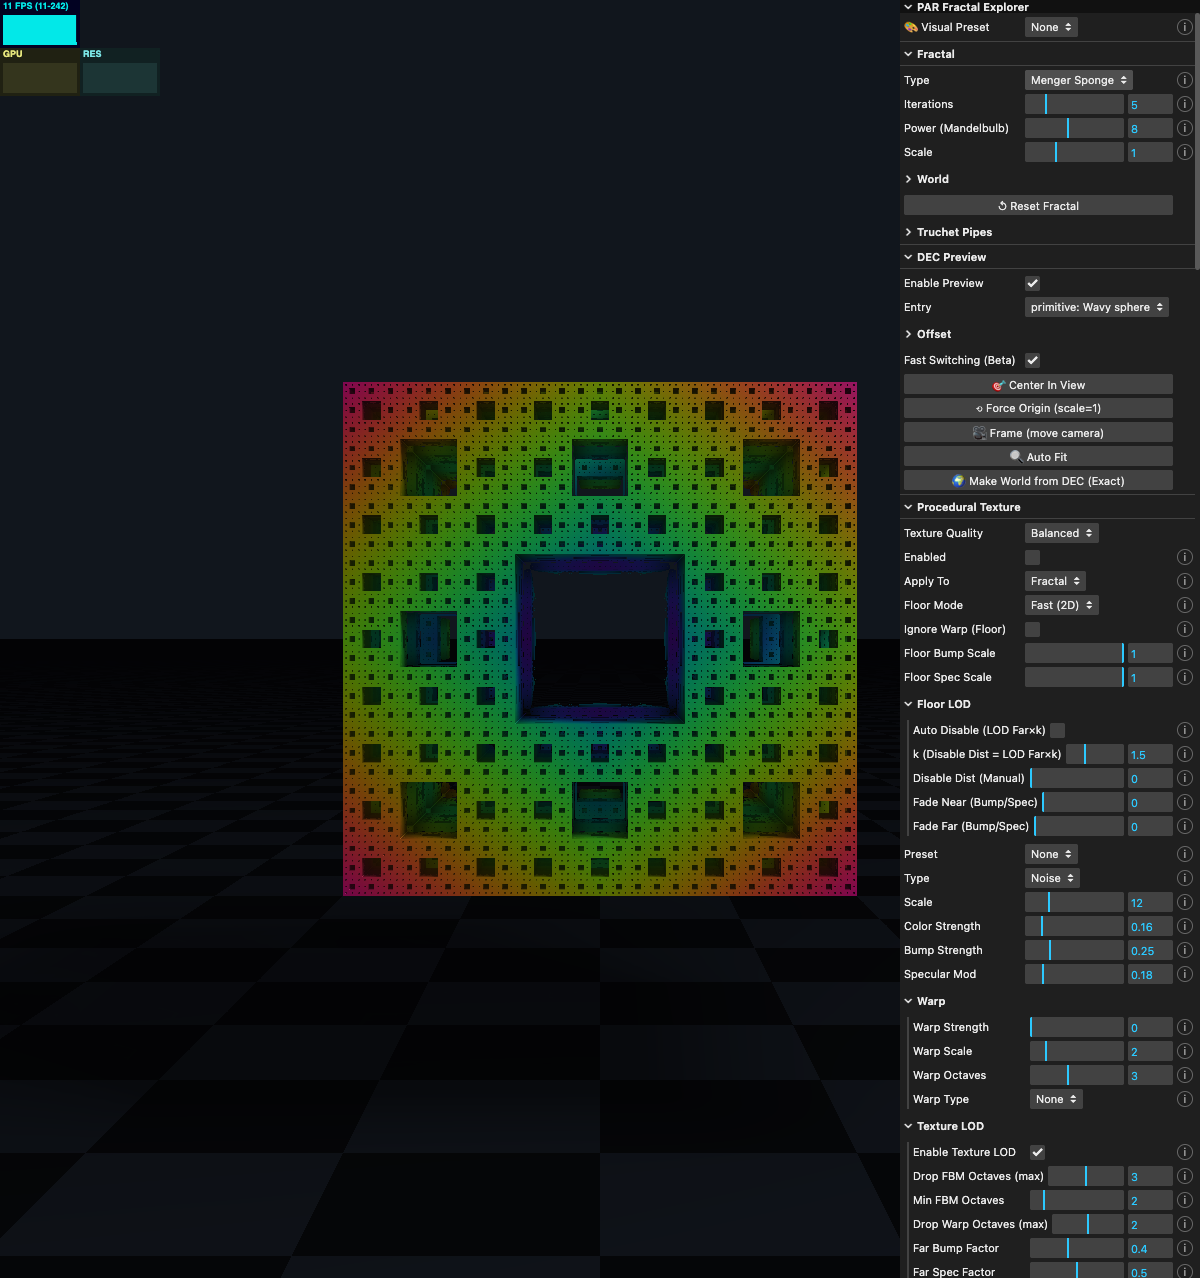 11 FPS (11-242)
GPU RES
PAR Fractal Explorer
Visual Preset None
Fractal
Type Menger Sponge
Iterations 5
Power (Mandelbulb) 8
Scale 1
World
Reset Fractal
Truchet Pipes
DEC Preview
Enable Preview
Entry primitive: Wavy sphere
Offset
Fast Switching (Beta)
Center In View
Force Origin (scale=1)
Frame (move camera)
Auto Fit
Make World from DEC (Exact)
Procedural Texture
Texture Quality Balanced
Enabled
Apply To Fractal
Floor Mode Fast (2D)
Ignore Warp (Floor)
Floor Bump Scale 1
Floor Spec Scale 1
Floor LOD
Auto Disable (LOD Far×k)
k (Disable Dist = LOD Far×k) 1.5
Disable Dist (Manual) 0
Fade Near (Bump/Spec) 0
Fade Far (Bump/Spec) 0
Preset None
Type Noise
Scale 12
Color Strength 0.16
Bump Strength 0.25
Specular Mod 0.18
Warp
Warp Strength 0
Warp Scale 2
Warp Octaves 3
Warp Type None
Texture LOD
Enable Texture LOD
Drop FBM Octaves (max) 3
Min FBM Octaves 2
Drop Warp Octaves (max) 2
Far Bump Factor 0.4
Far Spec Factor 0.5